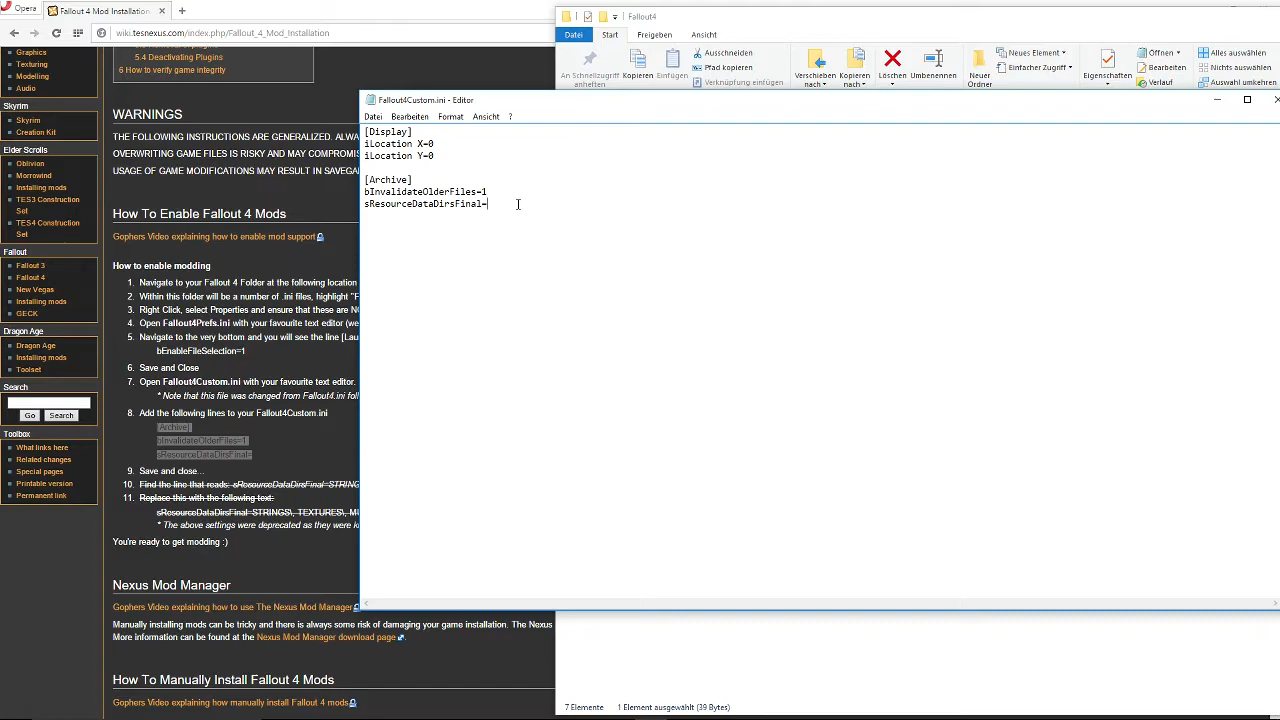 Opera
Fallout 4 Mod Installation
wiki.tesnexus.com/index.php/Fallout_4_Mod_Installation
Graphics
Texturing
Modelling
Audio
Skyrim
Skyrim
Creation Kit
Elder Scrolls
Oblivion
Morrowind
Installing mods
TES3 Construction
Set
TES4 Construction
Set
Fallout
Fallout 3
Fallout 4
New Vegas
Installing mods
GECK
Dragon Age
Dragon Age
Installing mods
Toolset
Search
Go
Search
Toolbox
What links here
Related changes
Special pages
Printable version
Permanent link
5.4 Deactivating Plugins
6 How to verify game integrity
WARNINGS
THE FOLLOWING INSTRUCTIONS ARE GENERALIZED. ALWA
OVERWRITING GAME FILES IS RISKY AND MAY COMPROMIS
USAGE OF GAME MODIFICATIONS MAY RESULT IN SAVEGA
How To Enable Fallout 4 Mods
Gophers Video explaining how to enable mod support
How to enable modding
1. Navigate to your Fallout 4 Folder at the following location
2. Within this folder will be a number of .ini files, highlight "F
3. Right Click, select Properties and ensure that these are NO
4. Open Fallout4Prefs.ini with your favourite text editor (we
5. Navigate to the very bottom and you will see the line [Lau
bEnableFileSelection=1
6. Save and Close
7. Open Fallout4Custom.ini with your favourite text editor.
* Note that this file was changed from Fallout4.ini foll
8. Add the following lines to your Fallout4Custom.ini
[Archive]
bInvalidateOlderFiles=1
sResourceDataDirsFinal=
9. Save and close...
10. Find the line that reads: sResourceDataDirsFinal=STRING
11. Replace this with the following text:
sResourceDataDirsFinal=STRINGS\, TEXTURES\, MU
* The above settings were deprecated as they were k
You're ready to get modding :)
Nexus Mod Manager
Gophers Video explaining how to use The Nexus Mod Manager
Manually installing mods can be tricky and there is always some risk of damaging your game installation. The Nexus
More information can be found at the Nexus Mod Manager download page.
How To Manually Install Fallout 4 Mods
Gophers Video explaining how manually install Fallout 4 mods
Fallout4
Datei
Start
Freigeben
Ansicht
An Schnellzugriff
anheften
Kopieren
Einfügen
Ausschneiden
Pfad kopieren
Verknüpfung einfügen
Verschieben
nach
Kopieren
nach
Löschen
Umbenennen
Neuer
Ordner
Neues Element
Einfacher Zugriff
Eigenschaften
Öffnen
Bearbeiten
Verlauf
Alles auswählen
Nichts auswählen
Auswahl umkehren
Fallout4Custom.ini - Editor
Datei Bearbeiten Format Ansicht ?
[Display]
iLocation X=0
iLocation Y=0
[Archive]
bInvalidateOlderFiles=1
sResourceDataDirsFinal=
7 Elemente 1 Element ausgewählt (39 Bytes)